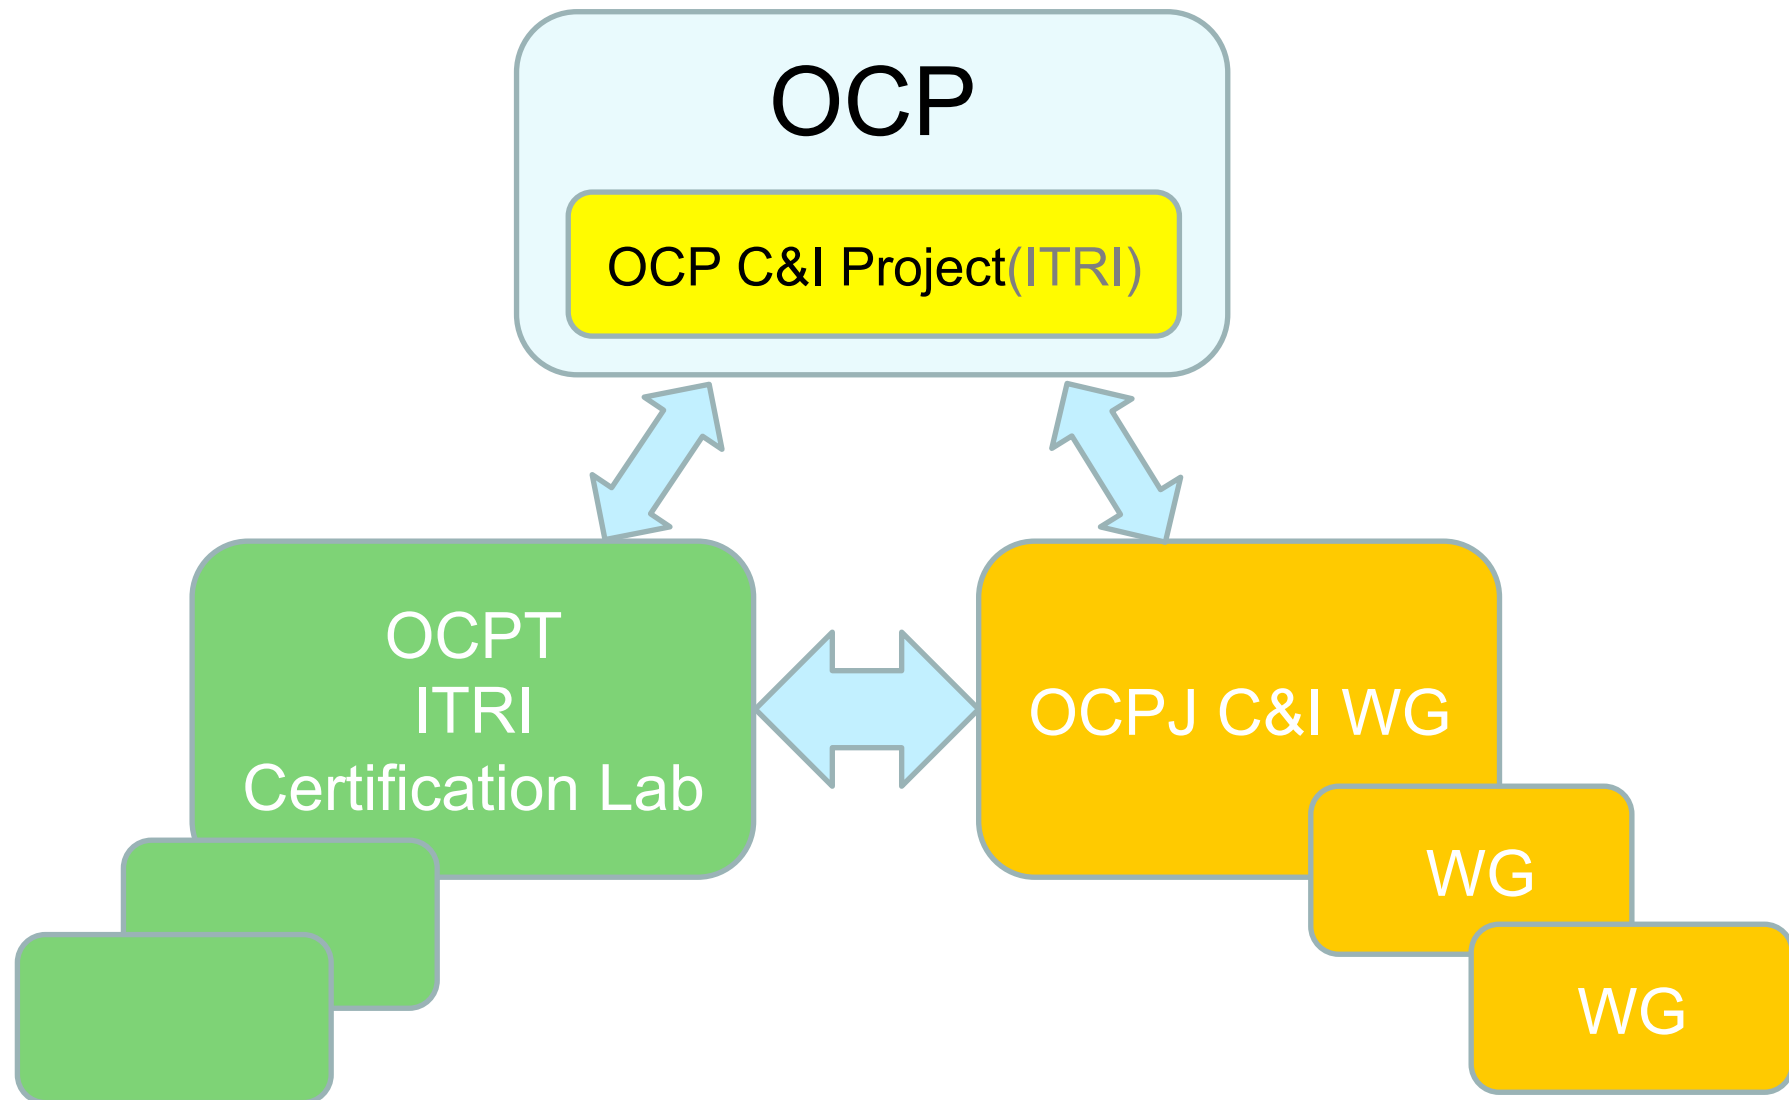 OCP
OCP C&I Project(ITRI)
OCPT
ITRI
Certification Lab
OCPJ C&I WG
WG
WG